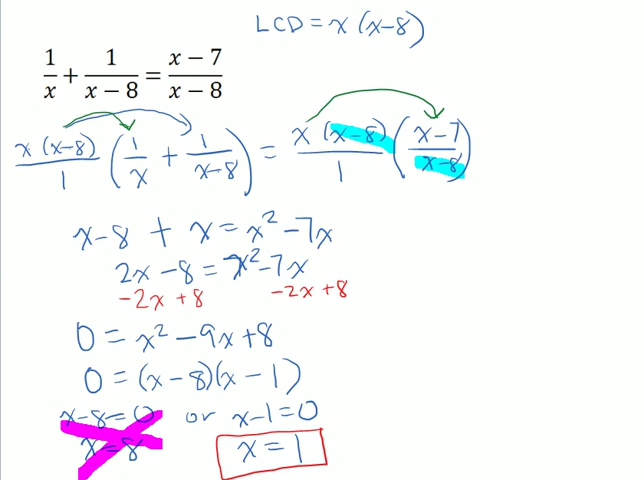 LCD = x (x-8)
1/x + 1/(x − 8) = (x − 7)/(x − 8)
x (x-8)/1 (1/x + 1/(x-8)) = x (x-8)/1 ((x-7)/(x-8))
x-8 + x = x² -7x
2x -8 = x² -7x
-2x +8 -2x +8
0 = x² -9x +8
0 = (x-8)(x-1)
x-8=0 or x-1=0
x=8 x=1